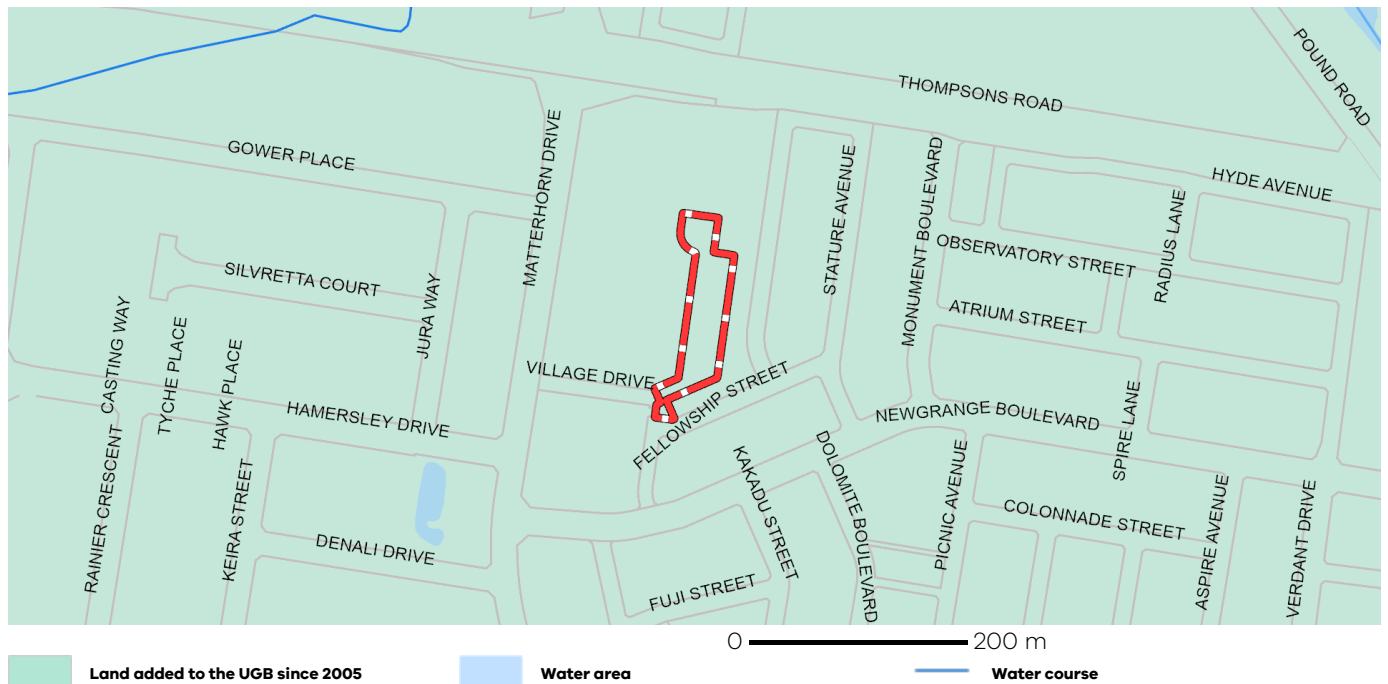 POUND ROAD
THOMPSONS ROAD
GOWER PLACE
MATTERHORN DRIVE
STATURE AVENUE
MONUMENT BOULEVARD
HYDE AVENUE
RADIUS LANE
OBSERVATORY STREET
SILVRETTA COURT
JURA WAY
ATRIUM STREET
CASTING WAY
TYCHE PLACE
HAWK PLACE
VILLAGE DRIVE
FELLOWSHIP STREET
HAMERSLEY DRIVE
NEWGRANGE BOULEVARD
SPIRE LANE
RAINIER CRESCENT
KEIRA STREET
KAKADU STREET
DOLOMITE BOULEVARD
PICNIC AVENUE
COLONNADE STREET
ASPIRE AVENUE
VERDANT DRIVE
DENALI DRIVE
FUJI STREET
0 200 m
Land added to the UGB since 2005
Water area
Water course